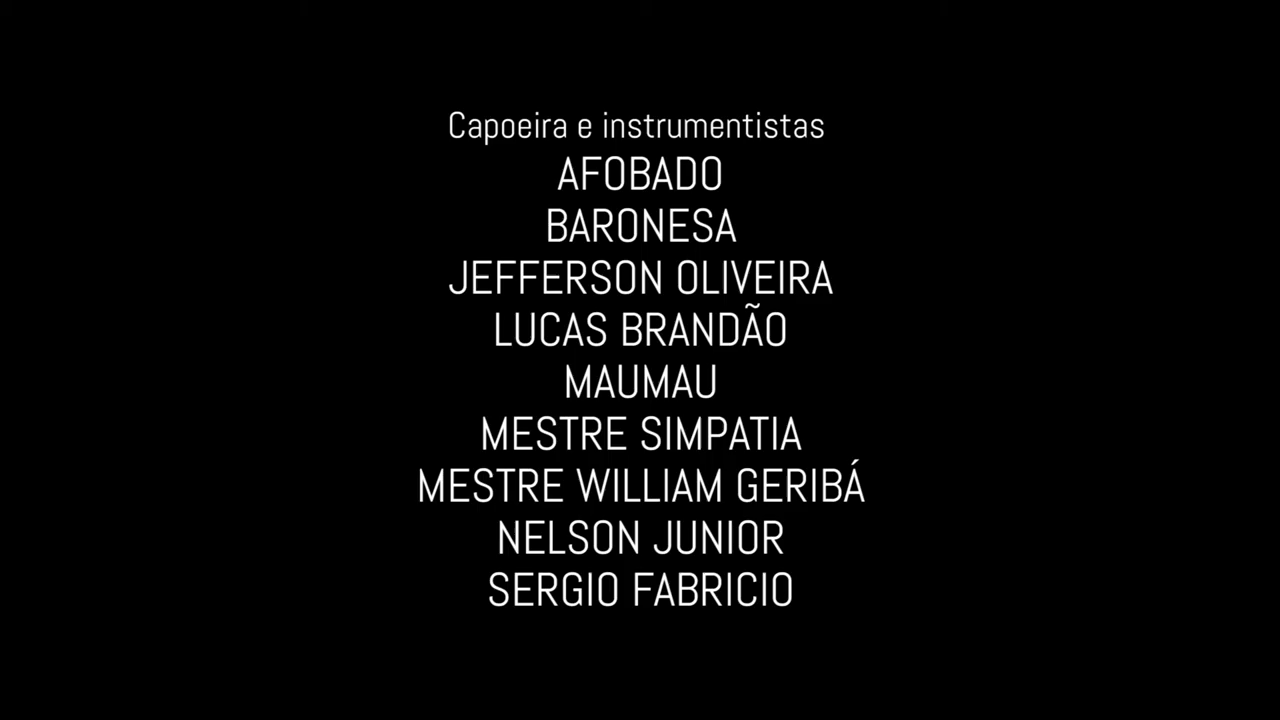 Capoeira e instrumentistas
AFOBADO
BARONESA
JEFFERSON OLIVEIRA
LUCAS BRANDÃO
MAUMAU
MESTRE SIMPATIA
MESTRE WILLIAM GERIBÁ
NELSON JUNIOR
SERGIO FABRICIO